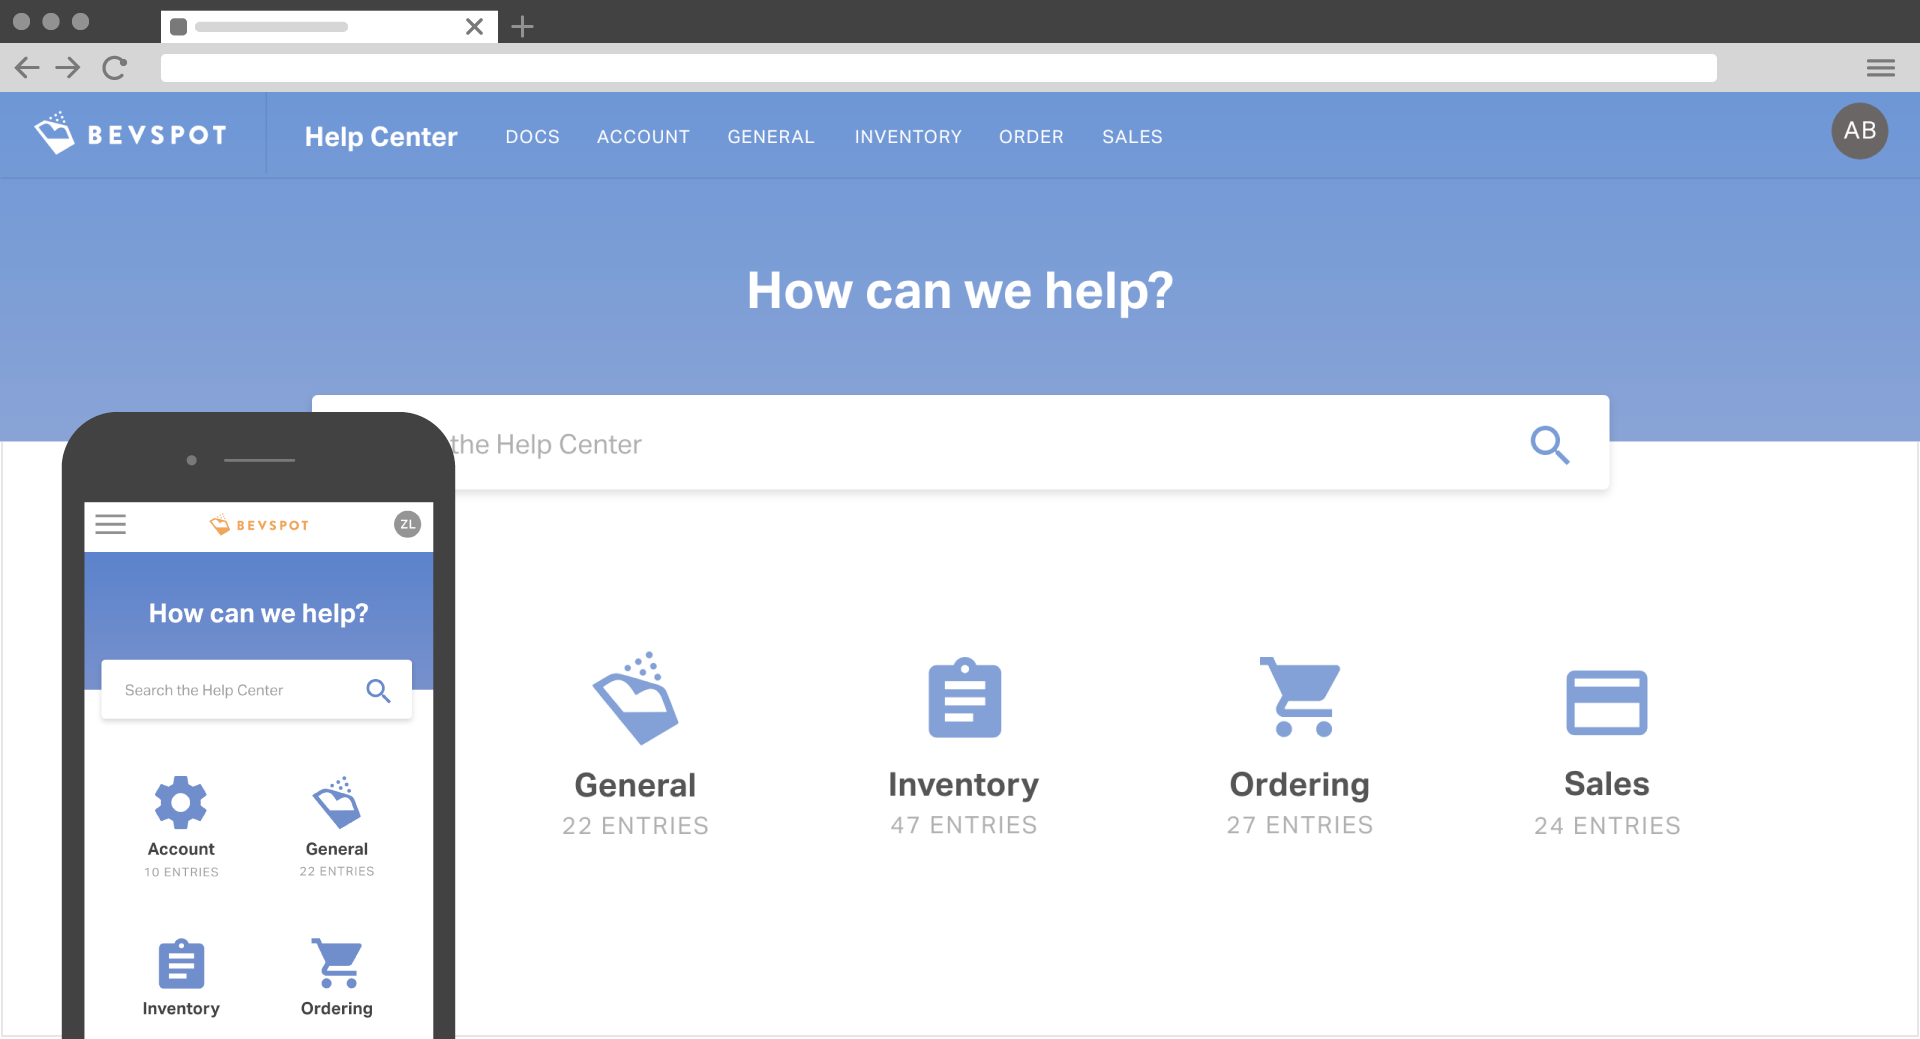 BEVSPOT
Help Center DOCS ACCOUNT GENERAL INVENTORY ORDER SALES
AB
How can we help?
the Help Center
General
22 ENTRIES
Inventory
47 ENTRIES
Ordering
27 ENTRIES
Sales
24 ENTRIES
BEVSPOT
ZL
How can we help?
Search the Help Center
Account
10 ENTRIES
General
22 ENTRIES
Inventory
Ordering